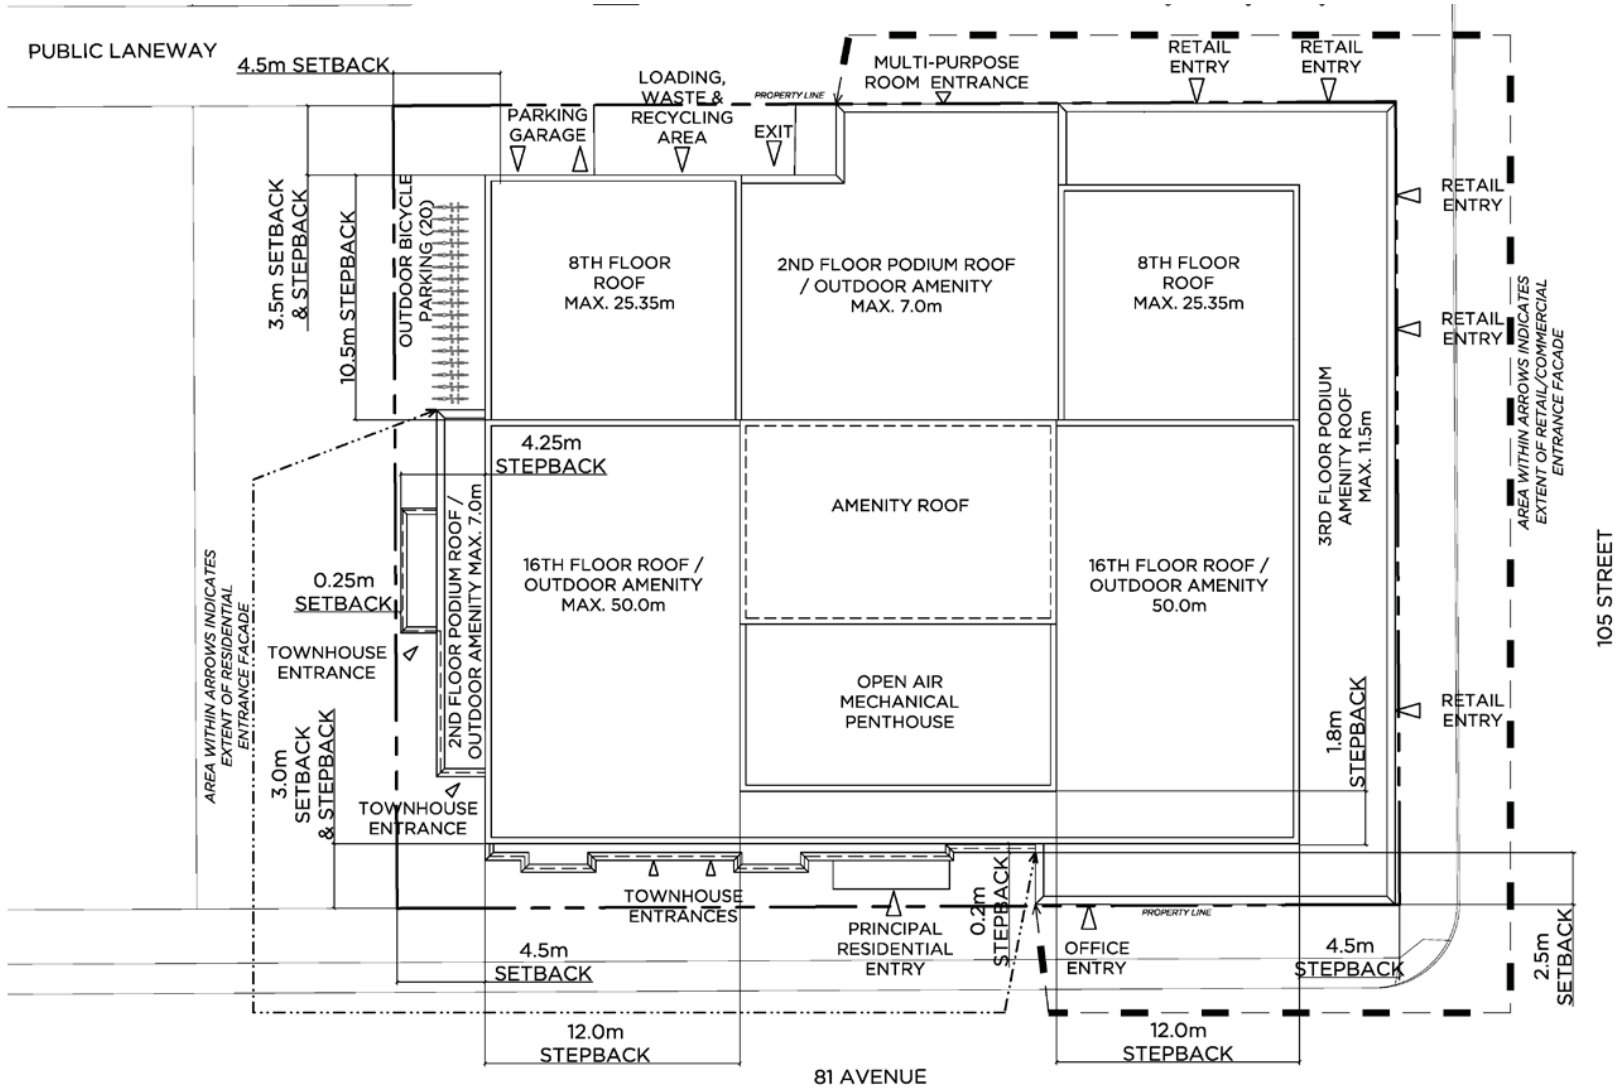 PUBLIC LANEWAY
4.5m SETBACK
LOADING,
WASTE &
RECYCLING
AREA
PROPERTY LINE
MULTI-PURPOSE
ROOM ENTRANCE
RETAIL
ENTRY
RETAIL
ENTRY
PARKING
GARAGE
EXIT
3.5m SETBACK
& STEPBACK
10.5m STEPBACK
OUTDOOR BICYCLE
PARKING (20)
8TH FLOOR
ROOF
MAX. 25.35m
2ND FLOOR PODIUM ROOF
/ OUTDOOR AMENITY
MAX. 7.0m
8TH FLOOR
ROOF
MAX. 25.35m
RETAIL
ENTRY
RETAIL
ENTRY
3RD FLOOR PODIUM
AMENITY ROOF
MAX. 11.5m
AREA WITHIN ARROWS INDICATES
EXTENT OF RETAIL/COMMERCIAL
ENTRANCE FACADE
105 STREET
4.25m
STEPBACK
2ND FLOOR PODIUM ROOF /
OUTDOOR AMENITY MAX. 7.0m
AMENITY ROOF
16TH FLOOR ROOF /
OUTDOOR AMENITY
MAX. 50.0m
16TH FLOOR ROOF /
OUTDOOR AMENITY
50.0m
0.25m
SETBACK
AREA WITHIN ARROWS INDICATES
EXTENT OF RESIDENTIAL
ENTRANCE FACADE
TOWNHOUSE
ENTRANCE
OPEN AIR
MECHANICAL
PENTHOUSE
RETAIL
ENTRY
1.8m
STEPBACK
3.0m
SETBACK
& STEPBACK
TOWNHOUSE
ENTRANCE
TOWNHOUSE
ENTRANCES
PRINCIPAL
RESIDENTIAL
ENTRY
0.2m
STEPBACK
OFFICE
ENTRY
PROPERTY LINE
4.5m
SETBACK
4.5m
STEPBACK
2.5m
SETBACK
12.0m
STEPBACK
12.0m
STEPBACK
81 AVENUE